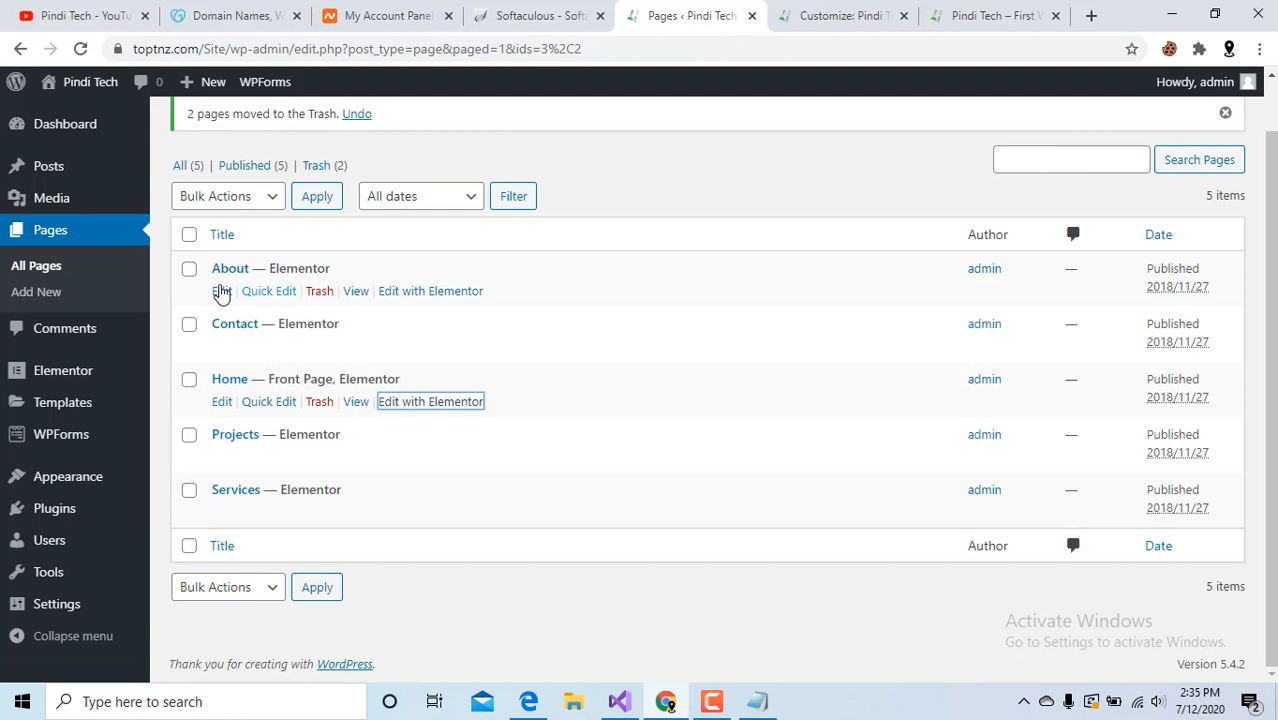 Tech - YouTu
Domain Names, W
My Account Panel
Softaculous - Softa
Pages ‹ Pindi Tech
Customize: Pindi T
Pindi Tech – First W
toptnz.com/Site/wp-admin/edit.php?post_type=page&paged=1&ids=3%2C2
Pindi Tech
0
New
WPForms
Howdy, admin
Dashboard
Posts
Media
Pages
All Pages
Add New
Comments
Elementor
Templates
WPForms
Appearance
Plugins
Users
Tools
Settings
Collapse menu
2 pages moved to the Trash. Undo
All (5) | Published (5) | Trash (2)
Search Pages
Bulk Actions
Apply
All dates
Filter
5 items
Title
Author
Date
About — Elementor
admin
—
Published
2018/11/27
Edit | Quick Edit | Trash | View | Edit with Elementor
Contact — Elementor
admin
—
Published
2018/11/27
Home — Front Page, Elementor
admin
—
Published
2018/11/27
Edit | Quick Edit | Trash | View | Edit with Elementor
Projects — Elementor
admin
—
Published
2018/11/27
Services — Elementor
admin
—
Published
2018/11/27
Title
Author
Date
Bulk Actions
Apply
5 items
Activate Windows
Go to Settings to activate Windows.
Thank you for creating with WordPress.
Version 5.4.2
Type here to search
2:35 PM
7/12/2020
2